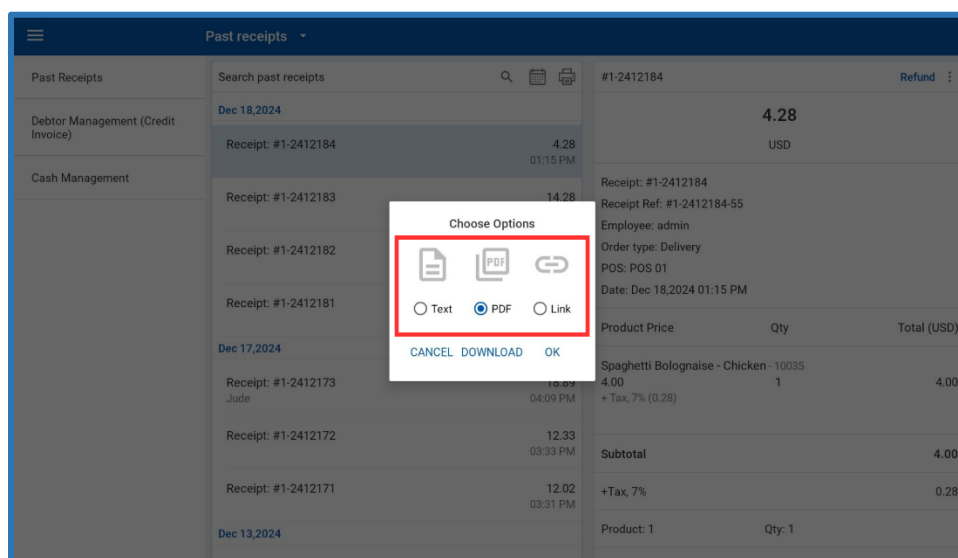 Past receipts
Past Receipts
Debtor Management (Credit
Invoice)
Cash Management
Search past receipts
Dec 18,2024
Receipt: #1-2412184
4.28
01:15 PM
Receipt: #1-2412183
14.28
Receipt: #1-2412182
Receipt: #1-2412181
Dec 17,2024
Receipt: #1-2412173
18.89
Jude
04:09 PM
Receipt: #1-2412172
12.33
03:33 PM
Receipt: #1-2412171
12.02
03:31 PM
Dec 13,2024
Choose Options
PDF
Text
PDF
Link
CANCEL DOWNLOAD OK
#1-2412184
Refund
4.28
USD
Receipt: #1-2412184
Receipt Ref: #1-2412184-55
Employee: admin
Order type: Delivery
POS: POS 01
Date: Dec 18,2024 01:15 PM
Product Price Qty Total (USD)
Spaghetti Bolognaise - Chicken - 10035
4.00 1 4.00
+ Tax, 7% (0.28)
Subtotal 4.00
+Tax, 7% 0.28
Product: 1 Qty: 1